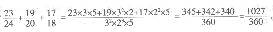 23/24 + 19/20 + 17/18 = (23×3×5+19×3²×2+17×2²×5)/(3²×2³×5) = (345+342+340)/360 = 1027/360,